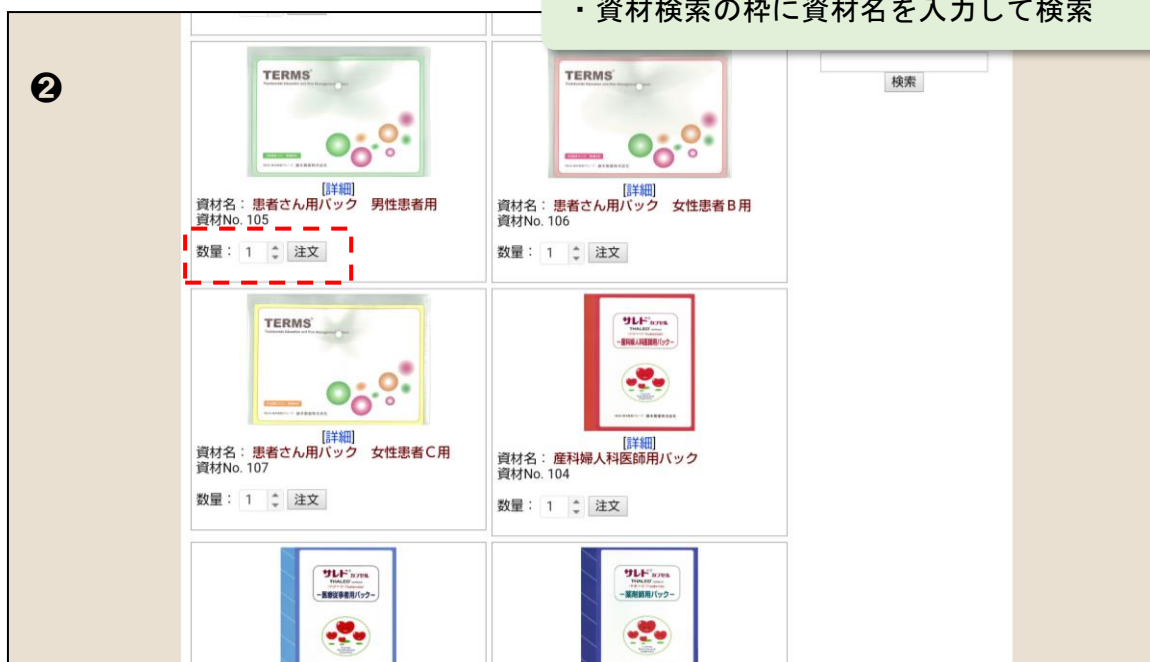 ・資材検索の枠に資材名を入力して検索
検索
❷
TERMS
TERMS
[詳細]
資材名： 患者さん用パック　男性患者用
資材No. 105
数量： 1 注文
[詳細]
資材名： 患者さん用パック　女性患者Ｂ用
資材No. 106
数量： 1 注文
TERMS
[詳細]
資材名： 患者さん用パック　女性患者Ｃ用
資材No. 107
数量： 1 注文
サレド カプセル
－産科婦人科医師用パック－
[詳細]
資材名： 産科婦人科医師用パック
資材No. 104
数量： 1 注文
サレド カプセル
－医療従事者用パック－
サレド カプセル
－薬剤師用パック－